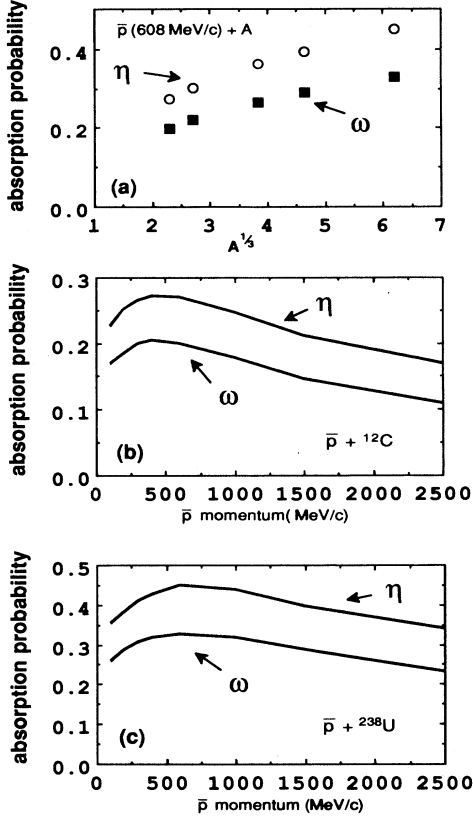 absorption probability
0.4
0.2
0.0
p̅ (608 MeV/c) + A
η
ω
(a)
1 2 3 4 5 6 7
A^⅓
absorption probability
0.3
0.2
0.1
0.0
η
ω
(b)
p̅ + ¹²C
0 500 1000 1500 2000 2500
p̅ momentum( MeV/c)
absorption probability
0.5
0.4
0.3
0.2
0.1
0.0
η
ω
(c)
p̅ + ²³⁸U
0 500 1000 1500 2000 2500
p̅ momentum (MeV/c)